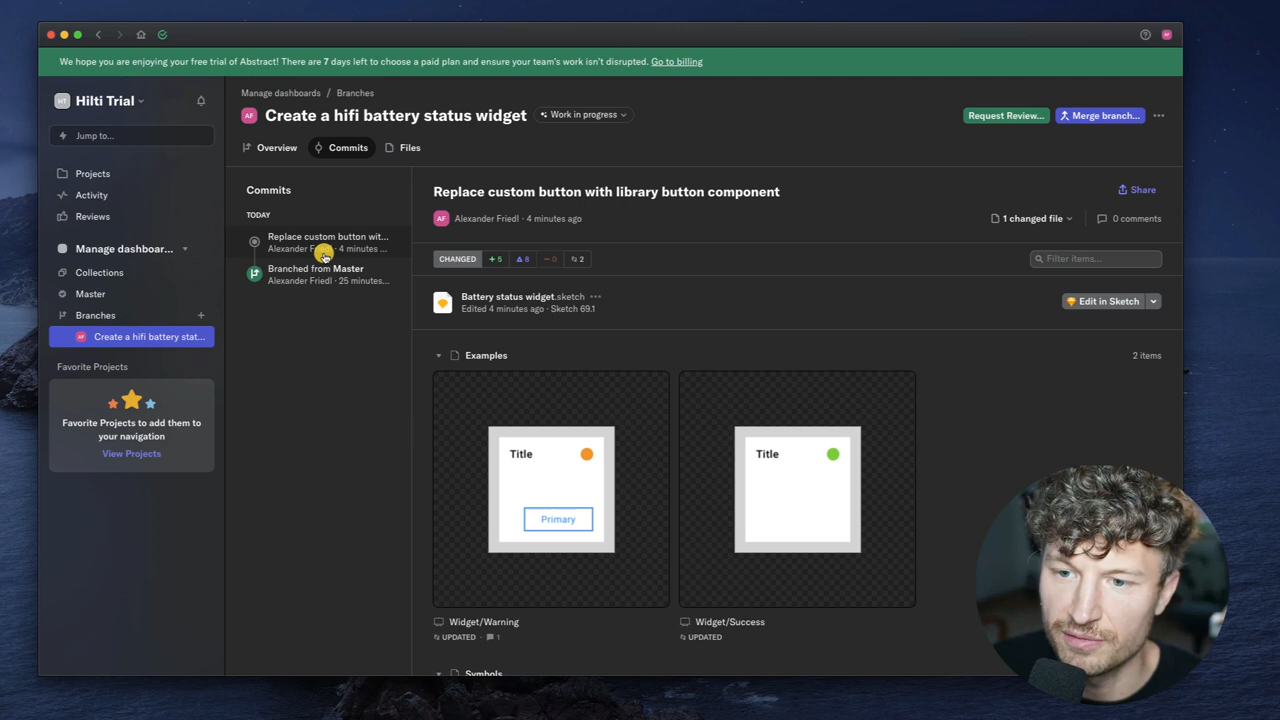 We hope you are enjoying your free trial of Abstract! There are 7 days left to choose a paid plan and ensure your team's work isn't disrupted. Go to billing
HT
Hilti Trial
Jump to...
Projects
Activity
Reviews
Manage dashboar...
Collections
Master
Branches
AF
Create a hifi battery stat...
Favorite Projects
Favorite Projects to add them to
your navigation
View Projects
Manage dashboards / Branches
AF
Create a hifi battery status widget
Work in progress
Request Review...
Merge branch...
Overview
Commits
Files
Commits
TODAY
Replace custom button wit...
Alexander Friedl · 4 minutes ...
Branched from Master
Alexander Friedl · 25 minutes...
Replace custom button with library button component
Share
AF
Alexander Friedl · 4 minutes ago
1 changed file
0 comments
CHANGED
+ 5
8
− 0
2
Filter items...
Battery status widget.sketch
Edited 4 minutes ago · Sketch 69.1
Edit in Sketch
Examples
2 items
Title
Primary
Title
Widget/Warning
UPDATED · 1
Widget/Success
UPDATED
Symbols